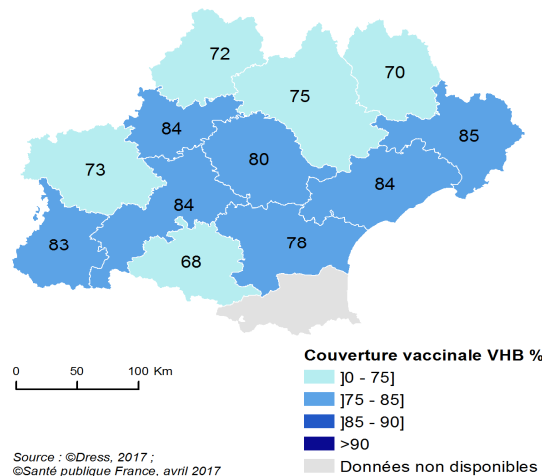 72
70
75
84
85
80
73
84
84
83
78
68
0 50 100 Km
Couverture vaccinale VHB %
]0 - 75]
]75 - 85]
]85 - 90]
>90
Données non disponibles
Source : ©Dress, 2017 ;
©Santé publique France, avril 2017